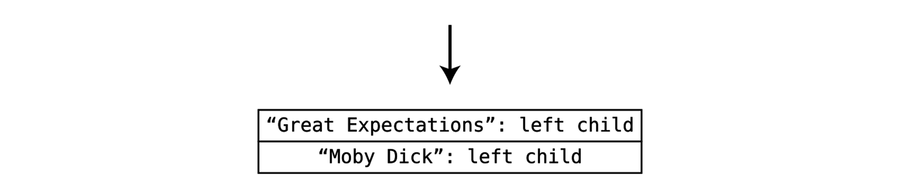 “Great Expectations”: left child
“Moby Dick”: left child